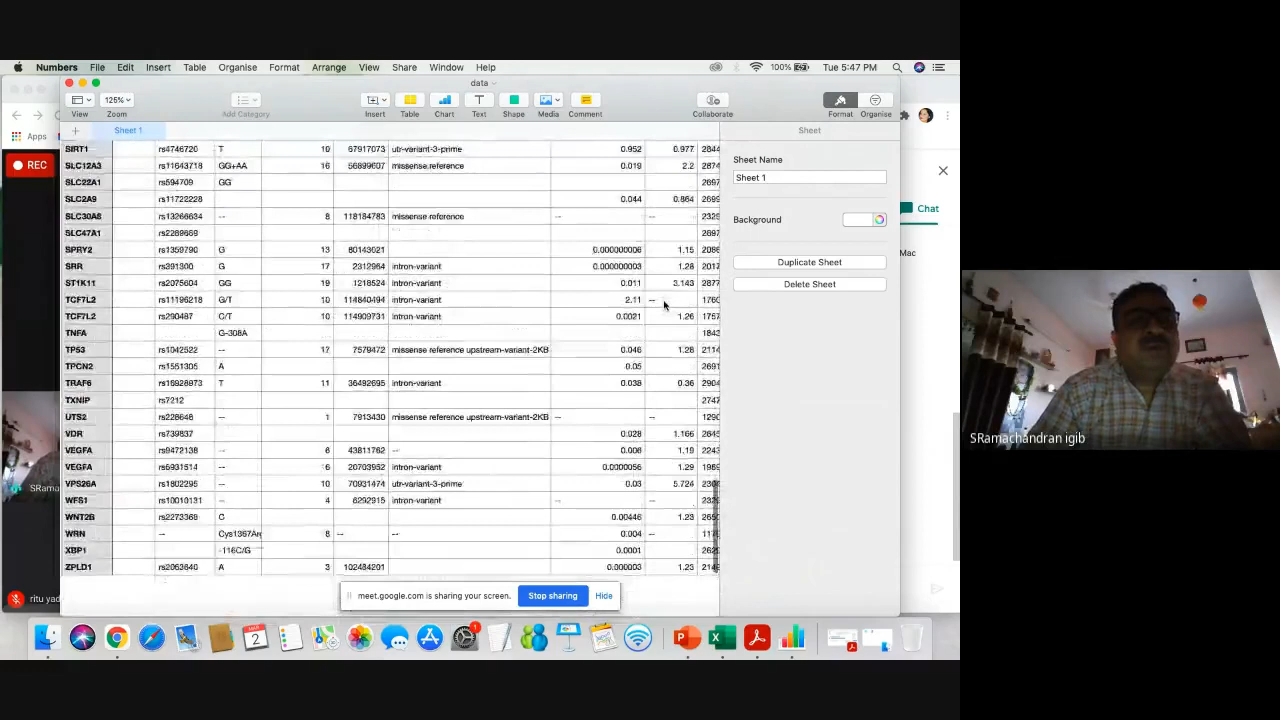 Numbers File Edit Insert Table Organise Format Arrange View Share Window Help 100% Tue 5:47 PM
data
125%
View Zoom Add Category Insert Table Chart Text Shape Media Comment Collaborate Format Organise
Apps
Sheet 1 Sheet
REC
SIRT1 rs4746720 T 10 67917073 utr-variant-3-prime 0.952 0.977
SLC12A3 rs11643718 GG+AA 16 56899607 missense reference 0.019 2.2
SLC22A1 rs594709 GG
SLC2A9 rs11722228 0.044 0.864
SLC30A8 rs13266634 -- 8 118184783 missense reference -- --
SLC47A1 rs2289669
SPRY2 rs1359790 G 13 80143021 0.000000006 1.15
SRR rs391300 G 17 2312964 intron-variant 0.000000003 1.28
ST1K11 rs2075604 GG 19 1218524 intron-variant 0.011 3.143
TCF7L2 rs11196218 G/T 10 114840494 intron-variant 2.11 --
TCF7L2 rs290487 C/T 10 114909731 intron-variant 0.0021 1.26
TNFA G-308A
TP53 rs1042522 -- 17 7579472 missense reference upstream-variant-2KB 0.046 1.28
TPCN2 rs1551305 A 0.05
TRAF6 rs16928973 T 11 36492695 intron-variant 0.038 0.36
TXNIP rs7212
UTS2 rs228648 -- 1 7913430 missense reference upstream-variant-2KB -- --
VDR rs739837 0.028 1.166
VEGFA rs9472138 -- 6 43811762 -- 0.006 1.19
VEGFA rs6931514 -- 6 20703952 intron-variant 0.0000056 1.29
VPS26A rs1802295 -- 10 70931474 utr-variant-3-prime 0.03 5.724
WFS1 rs10010131 -- 4 6292915 intron-variant -- --
WNT2B rs2273368 C 0.00446 1.23
WRN -- Cys1367Arg 8 -- -- 0.004 --
XBP1 -116C/G 0.0001
ZPLD1 rs2063640 A 3 102484201 0.000003 1.23
Sheet Name
Sheet 1
Background
Duplicate Sheet
Delete Sheet
Chat
Mac
SRama
ritu yad
meet.google.com is sharing your screen. Stop sharing Hide
MAR
2
SRamachandran igib